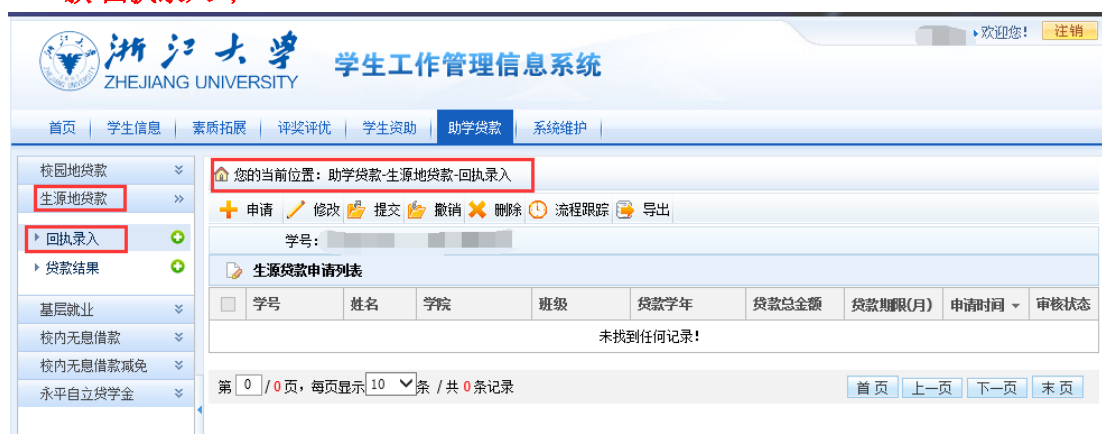 浙江大学
ZHEJIANG UNIVERSITY
学生工作管理信息系统
欢迎您! 注销
首页 学生信息 素质拓展 评奖评优 学生资助 助学贷款 系统维护
校园地贷款
生源地贷款
回执录入
贷款结果
基层就业
校内无息借款
校内无息借款减免
永平自立贷学金
您的当前位置：助学贷款-生源地贷款-回执录入
申请 修改 提交 撤销 删除 流程跟踪 导出
学号：
生源贷款申请列表
学号 姓名 学院 班级 贷款学年 贷款总金额 贷款期限(月) 申请时间 审核状态
未找到任何记录!
第 0 / 0 页，每页显示 10 条 / 共 0 条记录
首页 上一页 下一页 末页